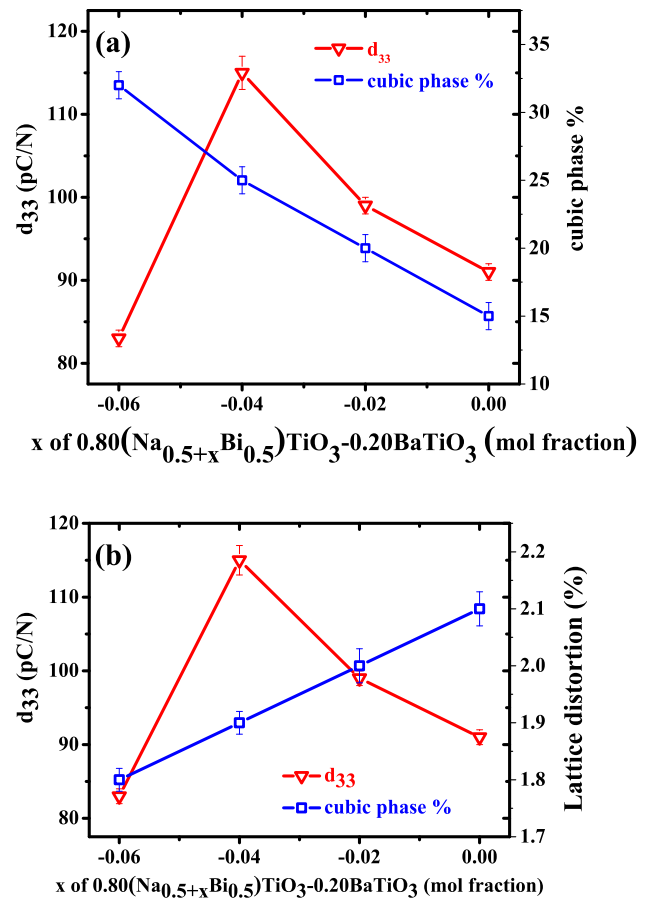 (a)
d33
cubic phase %
120
110
100
90
80
d33 (pC/N)
35
30
25
20
15
10
cubic phase %
-0.06 -0.04 -0.02 0.00
x of 0.80(Na0.5+xBi0.5)TiO3-0.20BaTiO3 (mol fraction)
(b)
120
110
100
90
80
d33 (pC/N)
2.2
2.1
2.0
1.9
1.8
1.7
Lattice distortion (%)
d33
cubic phase %
-0.06 -0.04 -0.02 0.00
x of 0.80(Na0.5+xBi0.5)TiO3-0.20BaTiO3 (mol fraction)